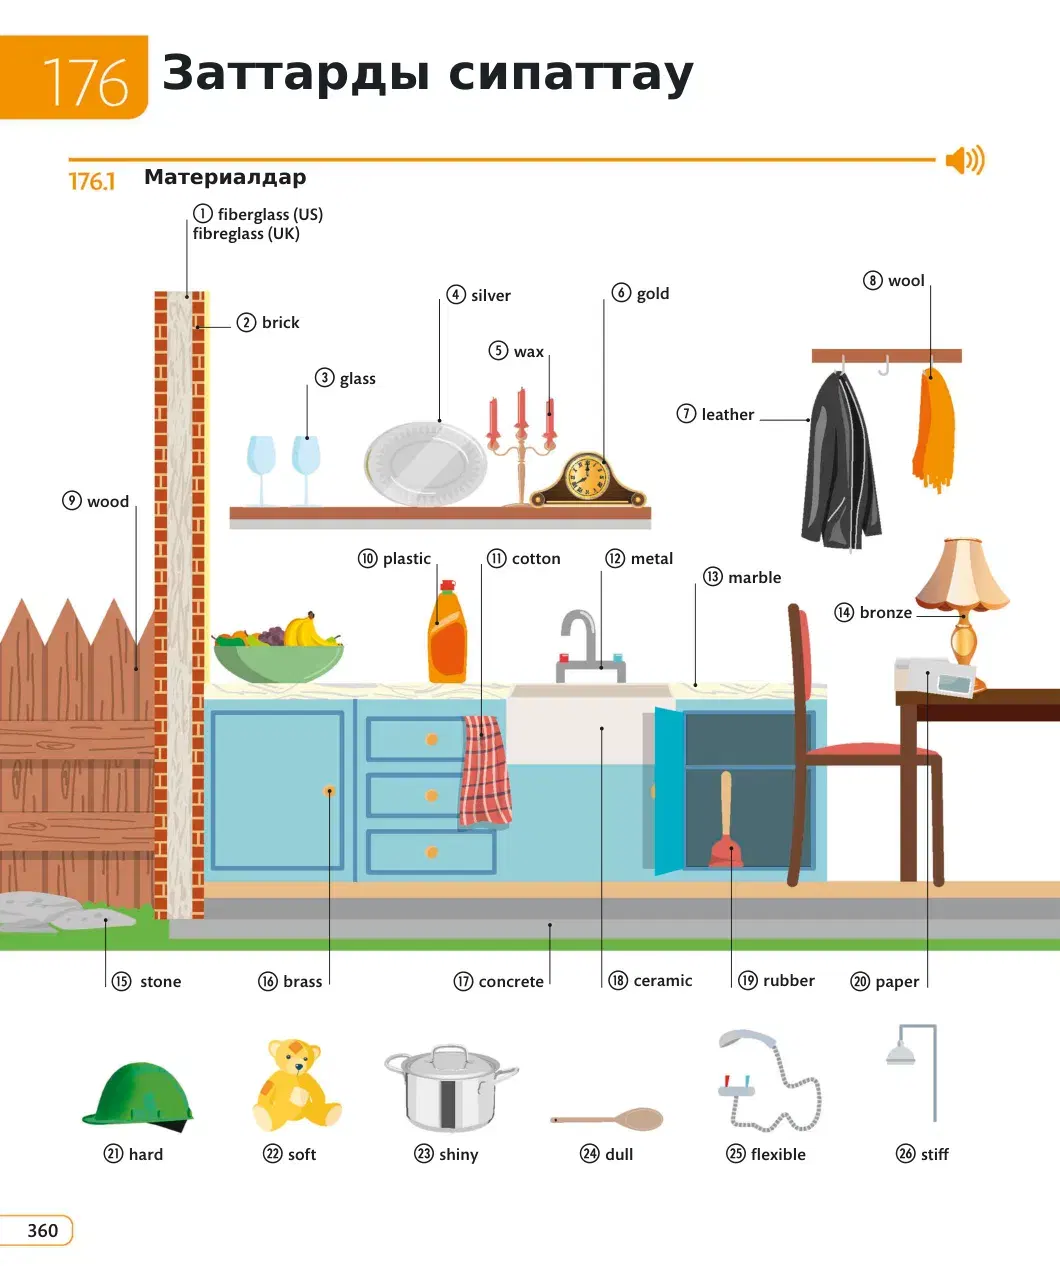 176
Заттарды сипаттау
176.1 Материалдар
① fiberglass (US)
fibreglass (UK)
② brick
③ glass
④ silver
⑤ wax
⑥ gold
⑦ leather
⑧ wool
⑨ wood
⑩ plastic
⑪ cotton
⑫ metal
⑬ marble
⑭ bronze
⑮ stone
⑯ brass
⑰ concrete
⑱ ceramic
⑲ rubber
⑳ paper
㉑ hard
㉒ soft
㉓ shiny
㉔ dull
㉕ flexible
㉖ stiff
360